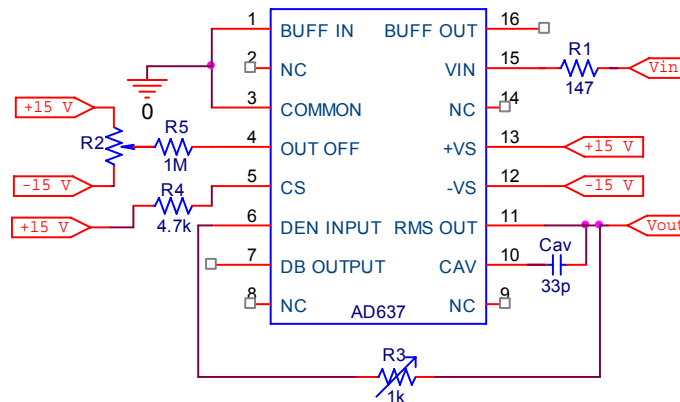 1 BUFF IN BUFF OUT 16
2 NC VIN 15 R1 147 Vin
3 COMMON NC 14
0
+15 V
R2
-15 V
R5
1M
4 OUT OFF +VS 13 +15 V
R4
4.7k
+15 V
5 CS -VS 12 -15 V
6 DEN INPUT RMS OUT 11 Vout
7 DB OUTPUT CAV 10 Cav 33p
8 NC NC 9
AD637
R3
1k